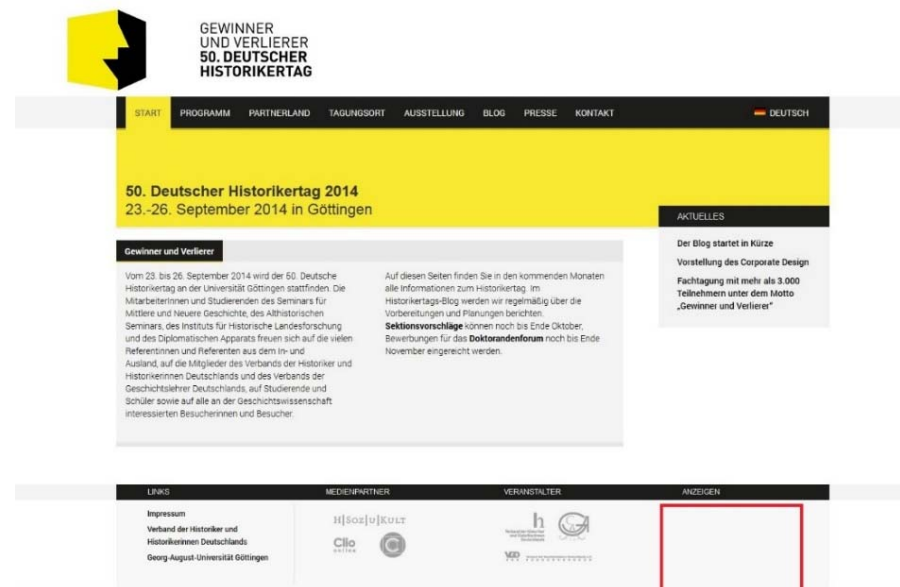 GEWINNER
UND VERLIERER
50. DEUTSCHER
HISTORIKERTAG
START PROGRAMM PARTNERLAND TAGUNGSORT AUSSTELLUNG BLOG PRESSE KONTAKT DEUTSCH
50. Deutscher Historikertag 2014
23.-26. September 2014 in Göttingen
Gewinner und Verlierer
Vom 23. bis 26. September 2014 wird der 50. Deutsche
Historikertag an der Universität Göttingen stattfinden. Die
MitarbeiterInnen und Studierenden des Seminars für
Mittlere und Neuere Geschichte, des Althistorischen
Seminars, des Instituts für Historische Landesforschung
und des Diplomatischen Apparats freuen sich auf die vielen
Referentinnen und Referenten aus dem In- und
Ausland, auf die Mitglieder des Verbands der Historiker und
Historikerinnen Deutschlands und des Verbands der
Geschichtslehrer Deutschlands, auf Studierende und
Schüler sowie auf alle an der Geschichtswissenschaft
interessierten Besucherinnen und Besucher.
Auf diesen Seiten finden Sie in den kommenden Monaten
alle Informationen zum Historikertag. Im
Historikertags-Blog werden wir regelmäßig über die
Vorbereitungen und Planungen berichten.
Sektionsvorschläge können noch bis Ende Oktober,
Bewerbungen für das Doktorandenforum noch bis Ende
November eingereicht werden.
AKTUELLES
Der Blog startet in Kürze
Vorstellung des Corporate Design
Fachtagung mit mehr als 3.000
Teilnehmern unter dem Motto
„Gewinner und Verlierer“
LINKS
Impressum
Verband der Historiker und
Historikerinnen Deutschlands
Georg-August-Universität Göttingen
MEDIENPARTNER
H|SOZ|U|KULT
Clio
online
VERANSTALTER
h
VGD
ANZEIGEN